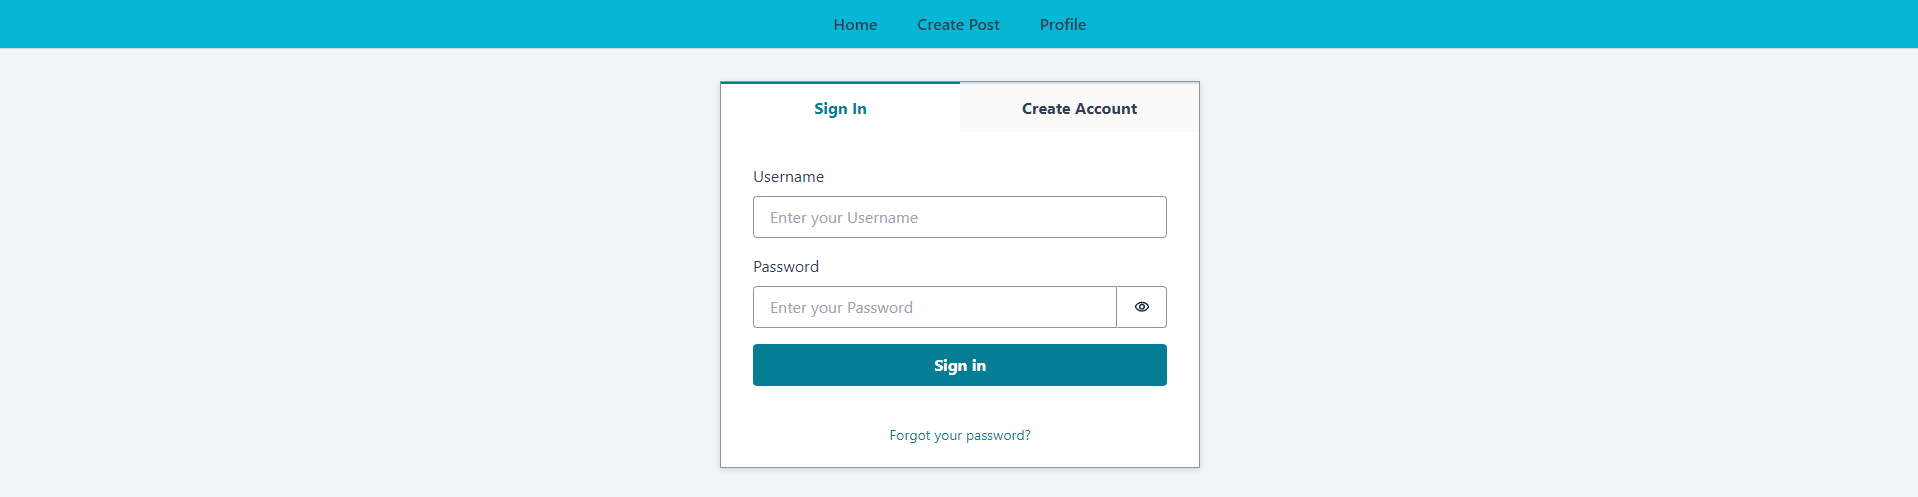 Home Create Post Profile
Sign In Create Account
Username
Enter your Username
Password
Enter your Password
Sign in
Forgot your password?